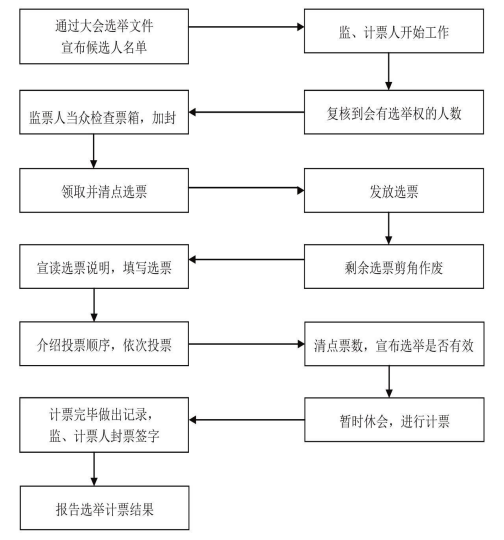 通过大会选举文件
宣布候选人名单
监、计票人开始工作
复核到会有选举权的人数
监票人当众检查票箱，加封
领取并清点选票
发放选票
剩余选票剪角作废
宣读选票说明，填写选票
介绍投票顺序，依次投票
清点票数，宣布选举是否有效
暂时休会，进行计票
计票完毕做出记录，
监、计票人封票签字
报告选举计票结果